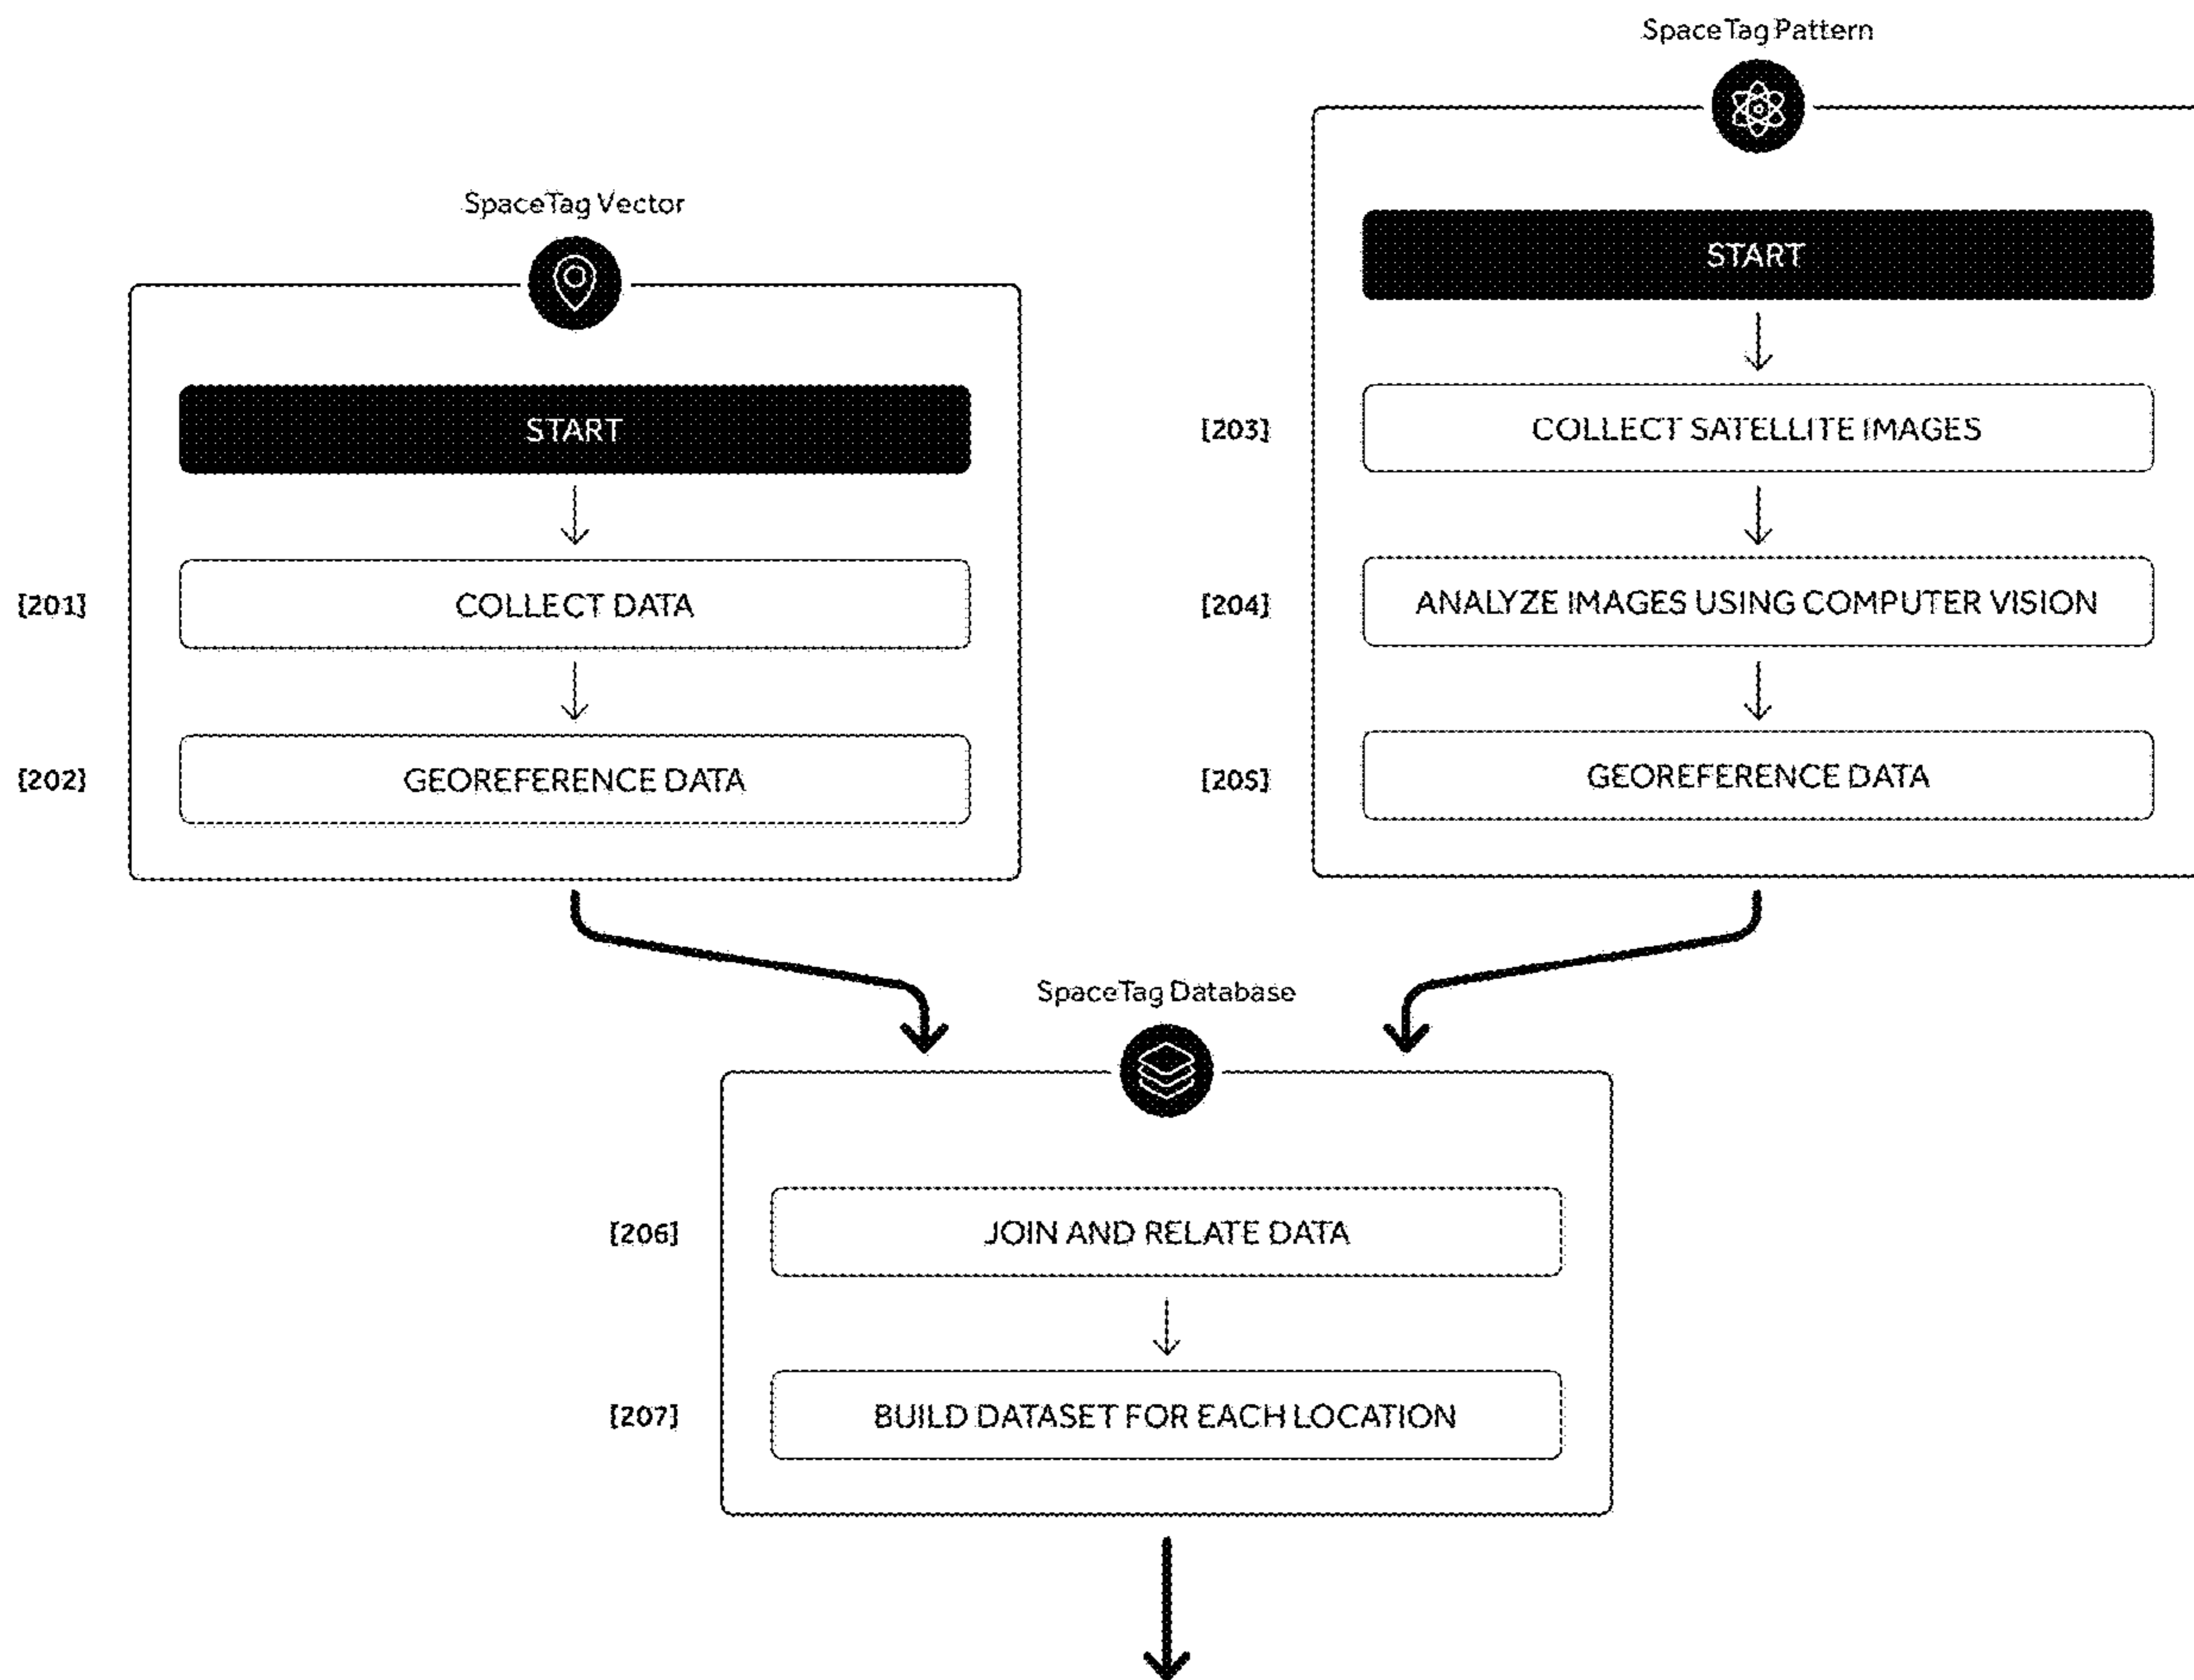 SpaceTag Vector
START
[201]
COLLECT DATA
[202]
GEOREFERENCE DATA
SpaceTag Pattern
START
[203]
COLLECT SATELLITE IMAGES
[204]
ANALYZE IMAGES USING COMPUTER VISION
[205]
GEOREFERENCE DATA
SpaceTag Database
[206]
JOIN AND RELATE DATA
[207]
BUILD DATASET FOR EACH LOCATION